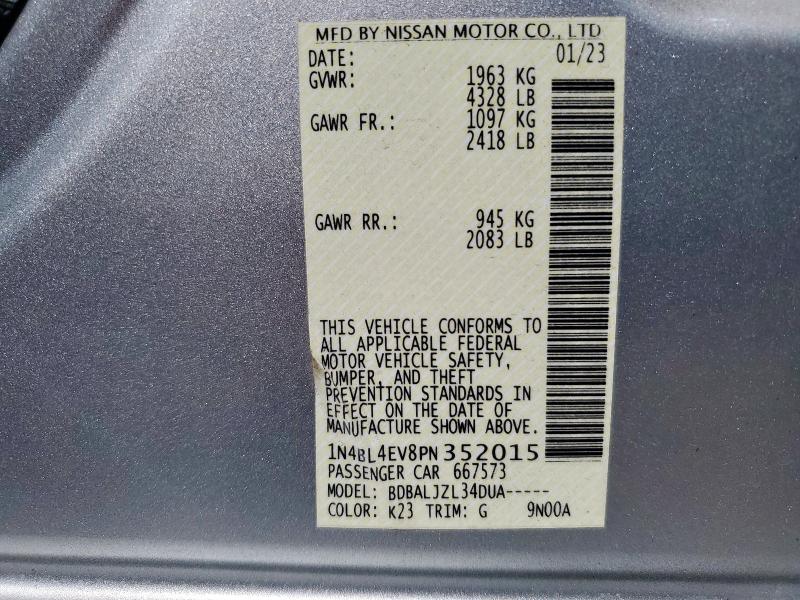 MFD BY NISSAN MOTOR CO., LTD
DATE: 01/23
GVWR: 1963 KG
4328 LB
GAWR FR.: 1097 KG
2418 LB
GAWR RR.: 945 KG
2083 LB
THIS VEHICLE CONFORMS TO
ALL APPLICABLE FEDERAL
MOTOR VEHICLE SAFETY,
BUMPER, AND THEFT
PREVENTION STANDARDS IN
EFFECT ON THE DATE OF
MANUFACTURE SHOWN ABOVE.
1N4BL4EV8PN352015
PASSENGER CAR 667573
MODEL: BDBALJZL34DUA-----
COLOR: K23 TRIM: G 9N00A